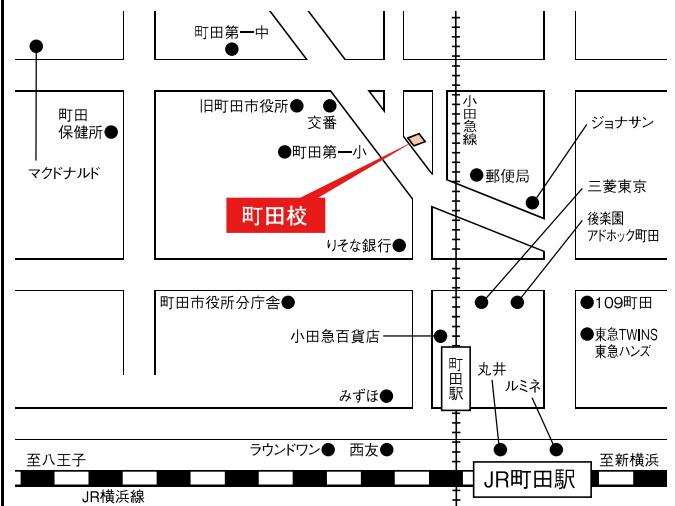 町田第一中
旧町田市役所
交番
小田急線
町田
保健所
ジョナサン
町田第一小
マクドナルド
郵便局
三菱東京
町田校
後楽園
アドホック町田
りそな銀行
町田市役所分庁舎
109町田
小田急百貨店
東急TWINS
東急ハンズ
町田駅
丸井
ルミネ
みずほ
ラウンドワン
西友
至八王子
至新横浜
JR町田駅
JR横浜線